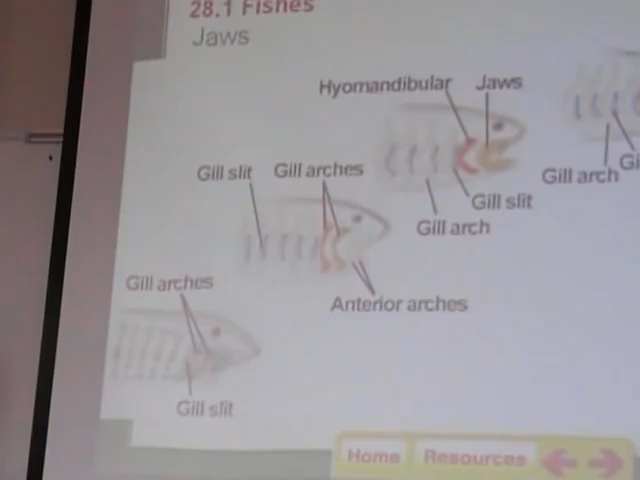 28.1 Fishes
Jaws
Hyomandibular Jaws
Gill slit Gill arches
Gill arch
Gill slit
Gill arch
Gill arches
Anterior arches
Gill slit
Home Resources